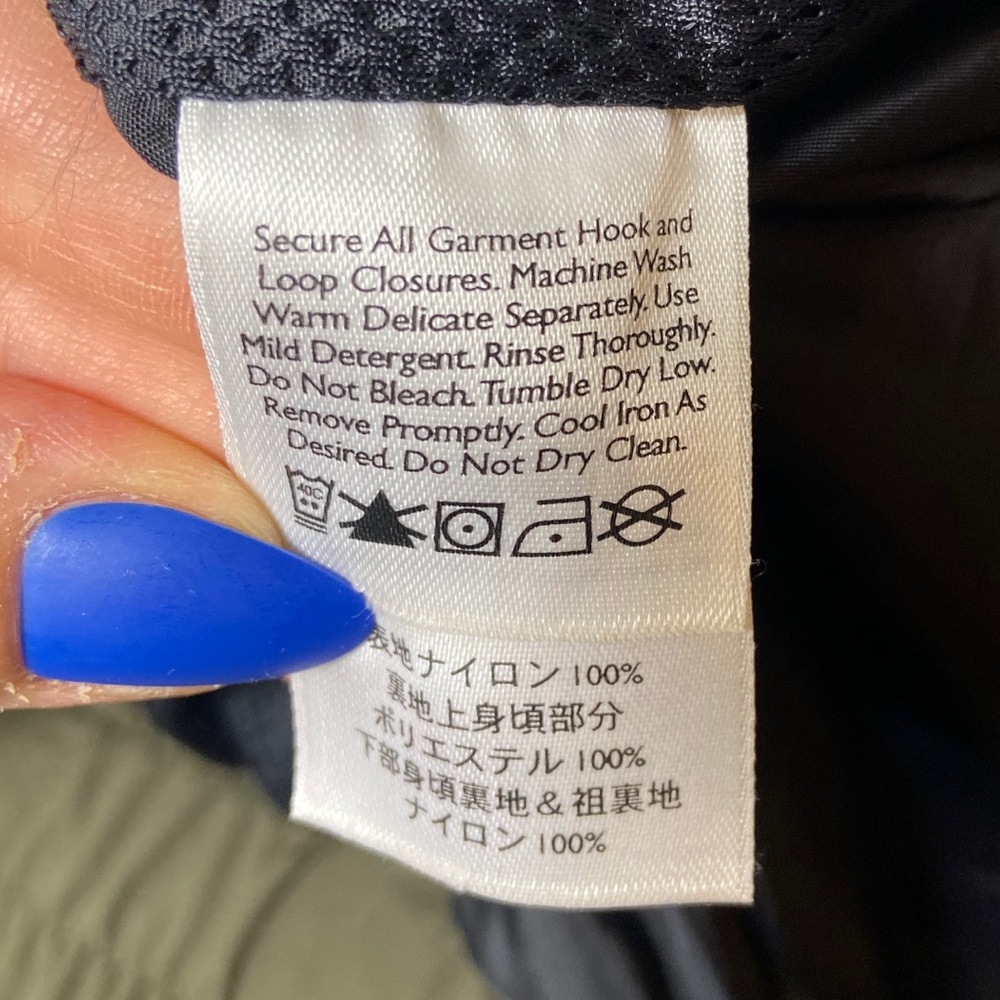 Secure All Garment Hook and
Loop Closures. Machine Wash
Warm Delicate Separately. Use
Mild Detergent. Rinse Thoroughly.
Do Not Bleach. Tumble Dry Low.
Remove Promptly. Cool Iron As
Desired. Do Not Dry Clean.
40C
表地ナイロン 100%
裏地上身頃部分
ポリエステル 100%
下部身頃裏地 & 袓裏地
ナイロン 100%